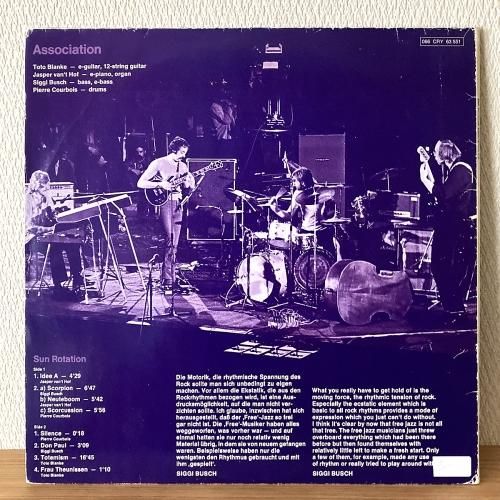 Association
066 CRY 63 551
Toto Blanke — e-guitar, 12-string guitar
Jasper van't Hof — e-piano, organ
Siggi Busch — bass, e-bass
Pierre Courbois — drums
Sun Rotation
Side 1
1. Idee A — 4'29
Jasper van't Hof
2. a) Scorpion — 6'47
Siggi Busch
b) Neuteboom — 5'42
Jasper van't Hof
c) Scorcussion — 5'56
Pierre Courbois
Side 2
1. Silence — 0'18
Pierre Courbois
2. Don Paul — 3'09
Siggi Busch
3. Totemism — 16'45
Toto Blanke
4. Frau Theunissen — 1'10
Toto Blanke
Die Motorik, die rhythmische Spannung des
Rock sollte man sich unbedingt zu eigen
machen. Vor allem die Ekstatik, die aus den
Rockrhythmen bezogen wird, ist eine Aus-
drucksmöglichkeit, auf die man nicht ver-
zichten sollte. Ich glaube, inzwischen hat sich
herausgestellt, daß der ‚Free'-Jazz so frei
gar nicht ist. Die ‚Free'-Musiker haben alles
weggeworfen, was vorher war — und auf
einmal hatten sie nur noch relativ wenig
Material übrig, in dem sie von neuem gefangen
waren. Beispielsweise haben nur die
wenigsten den Rhythmus gebraucht und mit
ihm ‚gespielt'.
SIGGI BUSCH
What you really have to get hold of is the
moving force, the rhythmic tension of rock.
Especially the ecstatic element which is
basic to all rock rhythms provides a mode of
expression which you just can't do without.
I think it's clear by now that free jazz is not all
that free. The free jazz musicians just threw
overboard everything which had been there
before but then found themselves with
relatively little left to make a fresh start. Only
a few of them, for example, made any use
of rhythm or really tried to play around with
SIGGI BUSCH